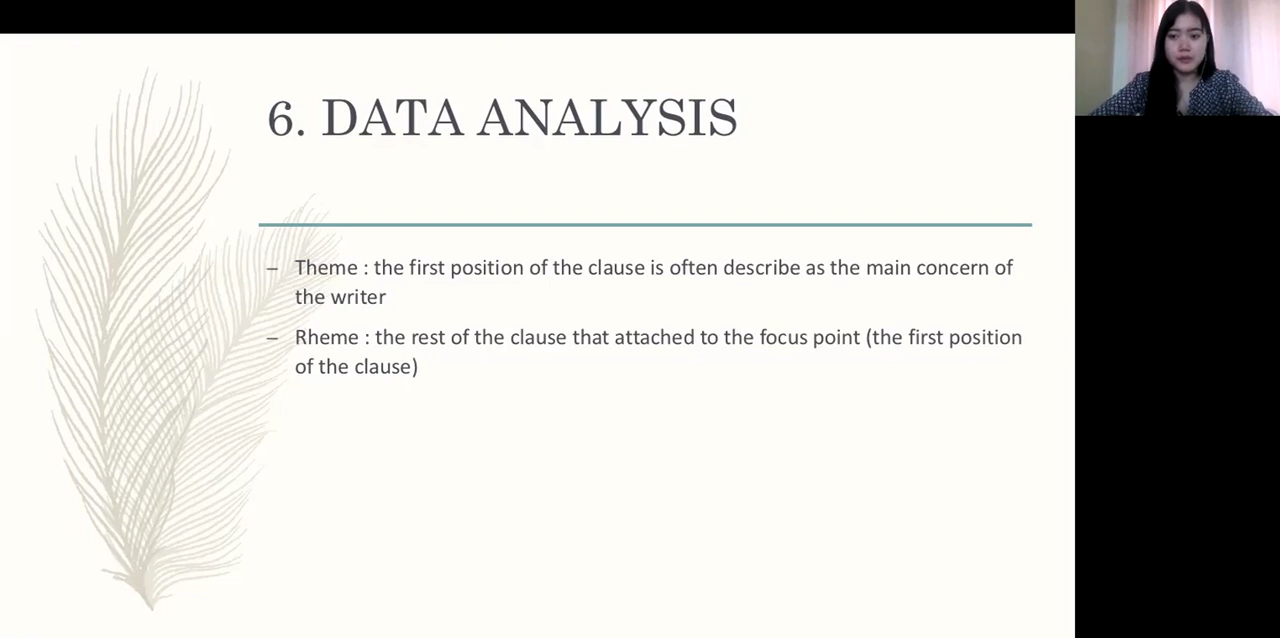 6. DATA ANALYSIS
– Theme : the first position of the clause is often describe as the main concern of
the writer
– Rheme : the rest of the clause that attached to the focus point (the first position
of the clause)